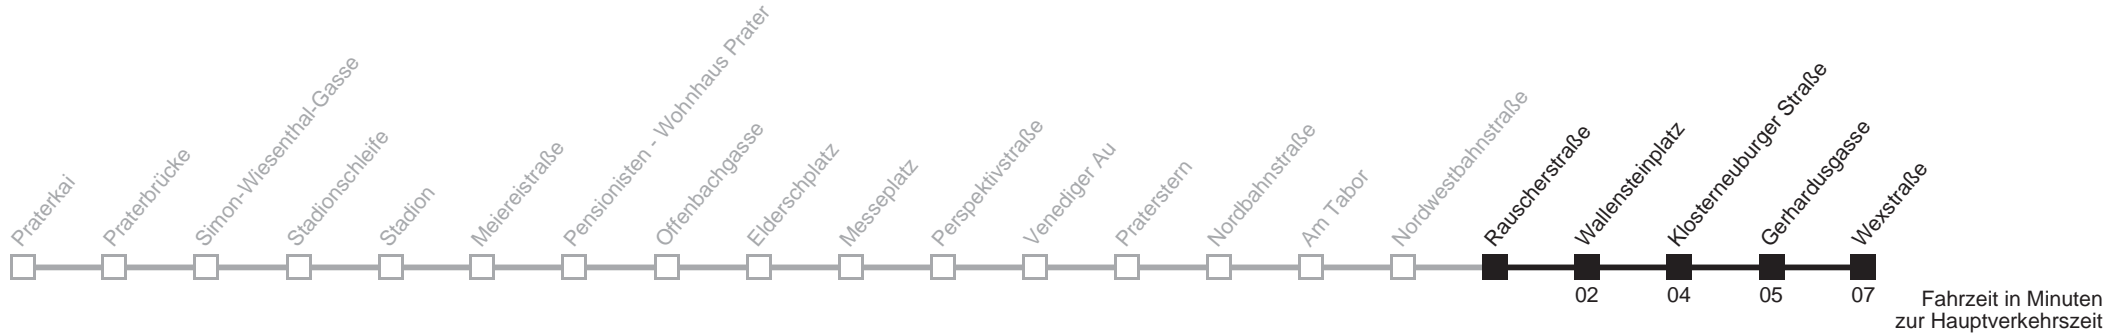 Praterkai
Praterbrücke
Simon-Wiesenthal-Gasse
Stadionschleife
Stadion
Meiereistraße
Pensionisten - Wohnhaus Prater
Offenbachgasse
Elderschplatz
Messeplatz
Perspektivstraße
Venediger Au
Praterstern
Nordbahnstraße
Am Tabor
Nordwestbahnstraße
Rauscherstraße
Wallensteinplatz
Klosterneuburger Straße
Gerhardusgasse
Wexstraße
02
04
05
07
Fahrzeit in Minuten
zur Hauptverkehrszeit